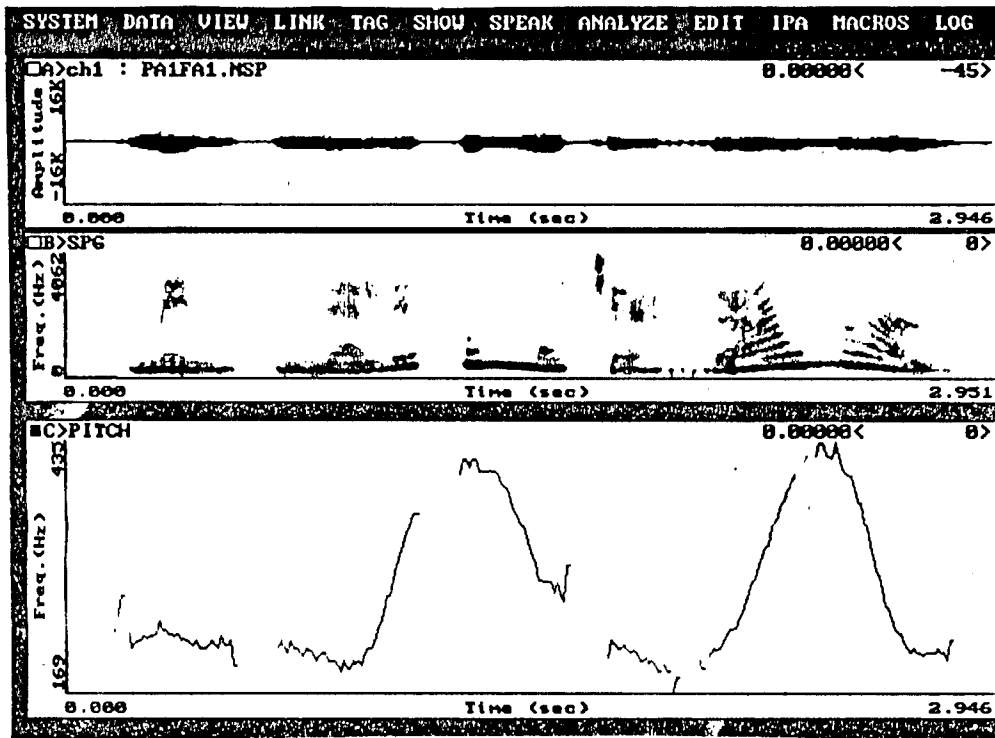 SYSTEM DATA VIEW LINK TAG SHOW SPEAK ANALYZE EDIT IPA MACROS LOG
A>ch1 : PA1FA1.NSP 0.00000< -45>
Amplitude
16K
-16K
0.000 Time (sec) 2.946
B>SPG 0.00000< 0>
Freq.(Hz)
4062
0
0.000 Time (sec) 2.951
C>PITCH 0.00000< 0>
Freq.(Hz)
435
169
0.000 Time (sec) 2.946